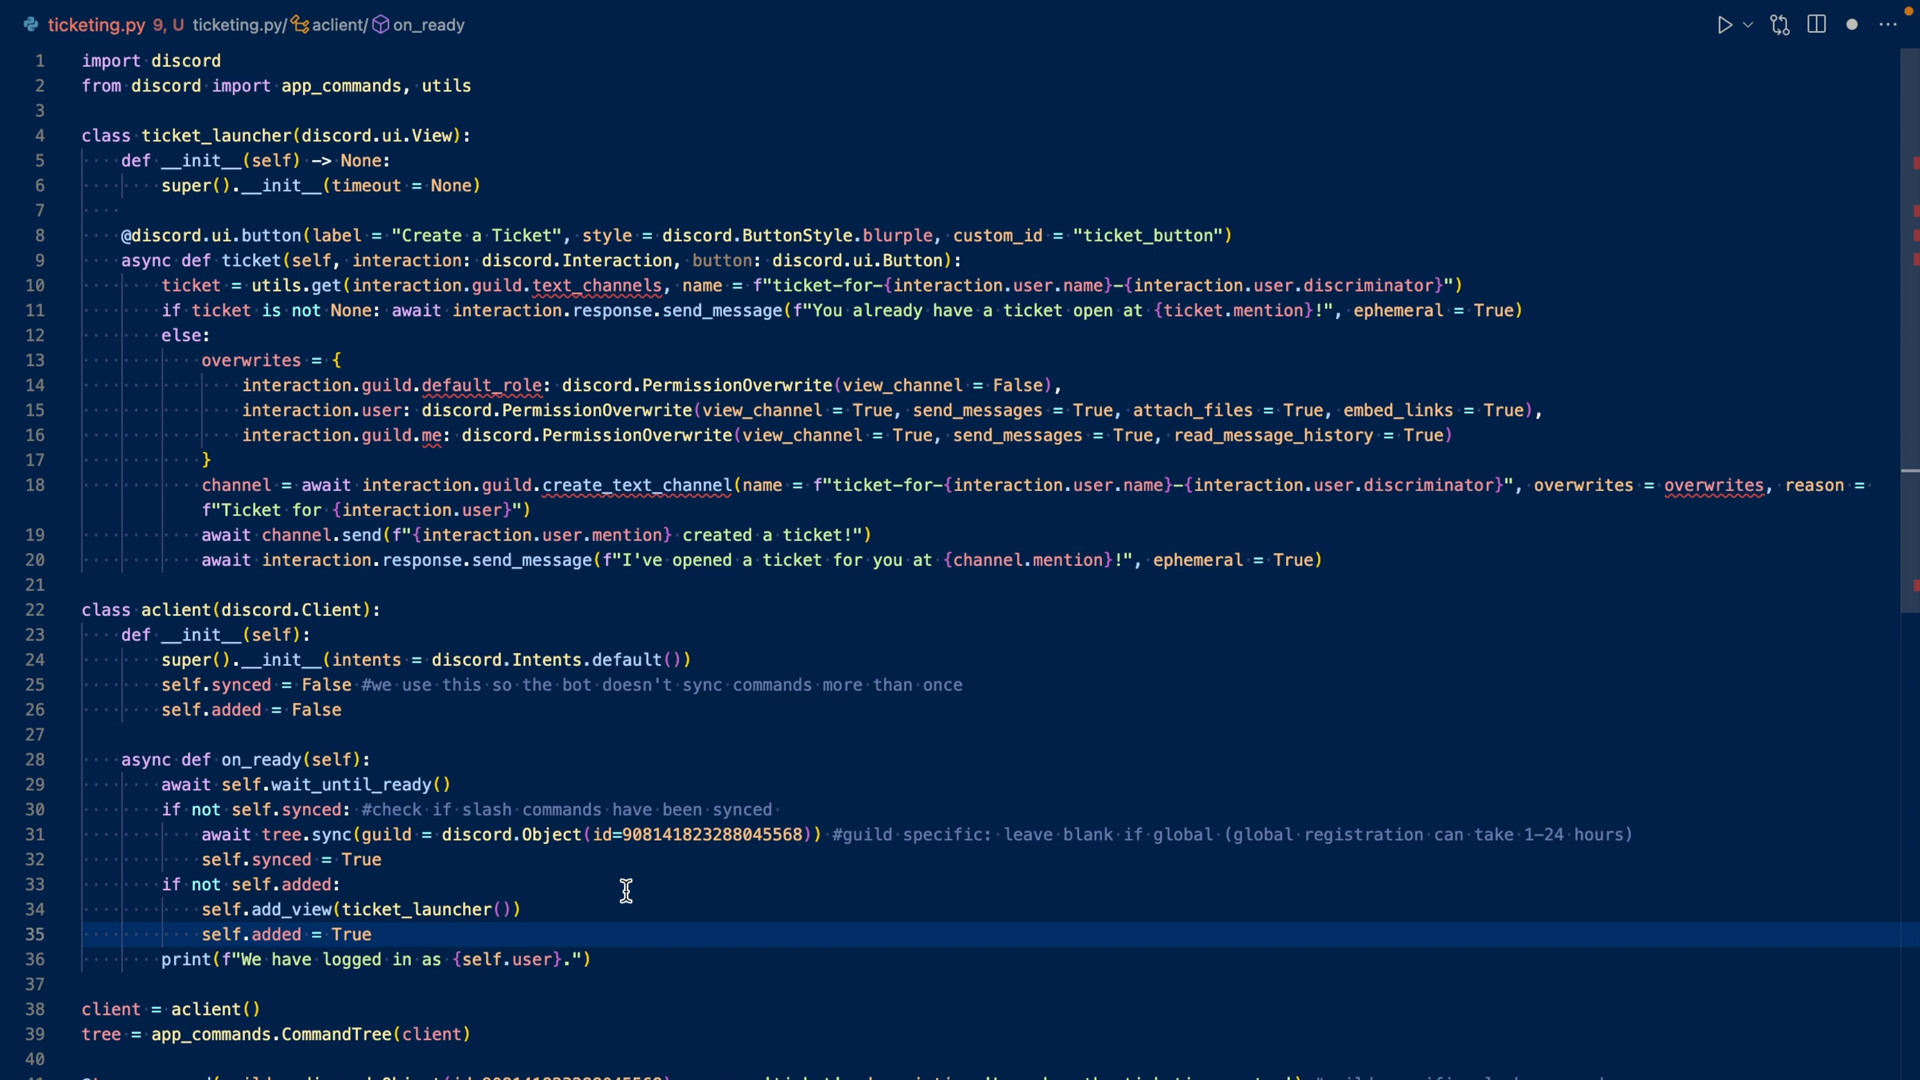 ticketing.py 9, U ticketing.py/ aclient/ on_ready
1 import discord
2 from discord import app_commands, utils
3
4 class ticket_launcher(discord.ui.View):
5 def __init__(self) -> None:
6 super().__init__(timeout = None)
7
8 @discord.ui.button(label = "Create a Ticket", style = discord.ButtonStyle.blurple, custom_id = "ticket_button")
9 async def ticket(self, interaction: discord.Interaction, button: discord.ui.Button):
10 ticket = utils.get(interaction.guild.text_channels, name = f"ticket-for-{interaction.user.name}-{interaction.user.discriminator}")
11 if ticket is not None: await interaction.response.send_message(f"You already have a ticket open at {ticket.mention}!", ephemeral = True)
12 else:
13 overwrites = {
14 interaction.guild.default_role: discord.PermissionOverwrite(view_channel = False),
15 interaction.user: discord.PermissionOverwrite(view_channel = True, send_messages = True, attach_files = True, embed_links = True),
16 interaction.guild.me: discord.PermissionOverwrite(view_channel = True, send_messages = True, read_message_history = True)
17 }
18 channel = await interaction.guild.create_text_channel(name = f"ticket-for-{interaction.user.name}-{interaction.user.discriminator}", overwrites = overwrites, reason =
f"Ticket for {interaction.user}")
19 await channel.send(f"{interaction.user.mention} created a ticket!")
20 await interaction.response.send_message(f"I've opened a ticket for you at {channel.mention}!", ephemeral = True)
21
22 class aclient(discord.Client):
23 def __init__(self):
24 super().__init__(intents = discord.Intents.default())
25 self.synced = False #we use this so the bot doesn't sync commands more than once
26 self.added = False
27
28 async def on_ready(self):
29 await self.wait_until_ready()
30 if not self.synced: #check if slash commands have been synced
31 await tree.sync(guild = discord.Object(id=908141823288045568)) #guild specific: leave blank if global (global registration can take 1-24 hours)
32 self.synced = True
33 if not self.added:
34 self.add_view(ticket_launcher())
35 self.added = True
36 print(f"We have logged in as {self.user}.")
37
38 client = aclient()
39 tree = app_commands.CommandTree(client)
40